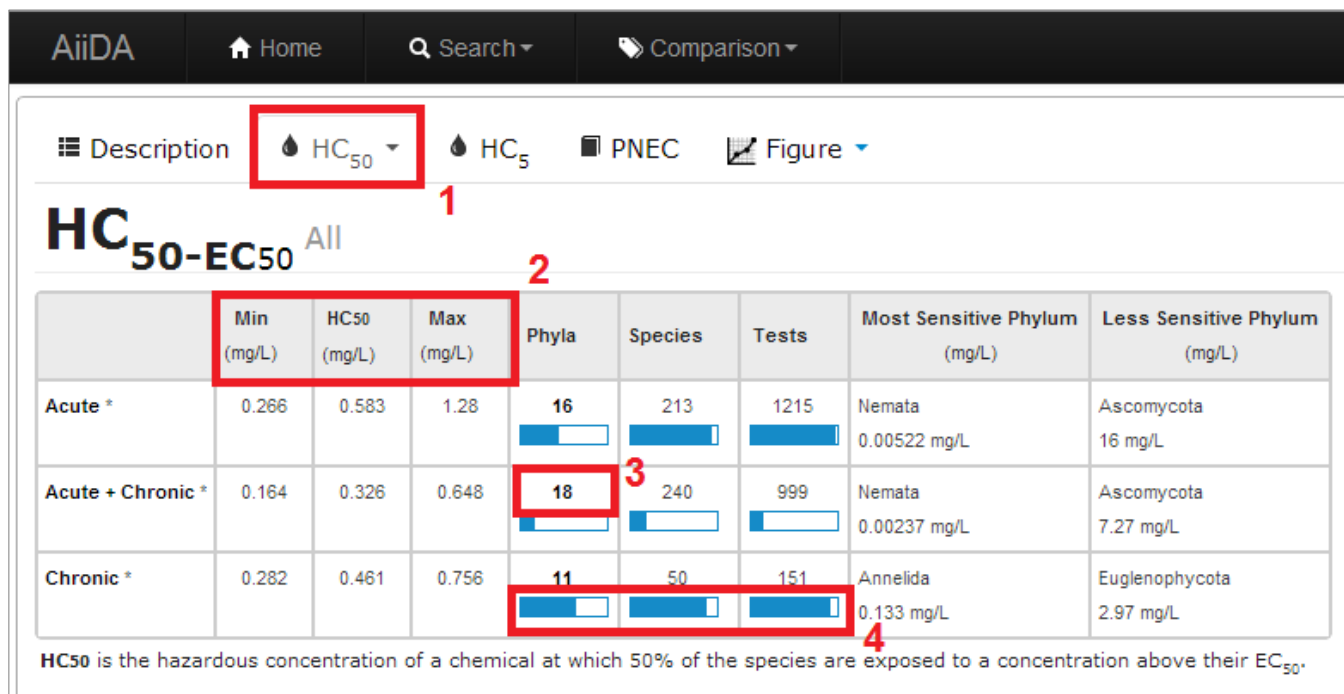 AiiDA Home Search Comparison
Description HC50 HC5 PNEC Figure
1
HC50-EC50 All
2
Min (mg/L) HC50 (mg/L) Max (mg/L) Phyla Species Tests Most Sensitive Phylum (mg/L) Less Sensitive Phylum (mg/L)
Acute * 0.266 0.583 1.28 16 213 1215 Nemata 0.00522 mg/L Ascomycota 16 mg/L
3
Acute + Chronic * 0.164 0.326 0.648 18 240 999 Nemata 0.00237 mg/L Ascomycota 7.27 mg/L
Chronic * 0.282 0.461 0.756 11 50 151 Annelida 0.133 mg/L Euglenophycota 2.97 mg/L
4
HC50 is the hazardous concentration of a chemical at which 50% of the species are exposed to a concentration above their EC50.